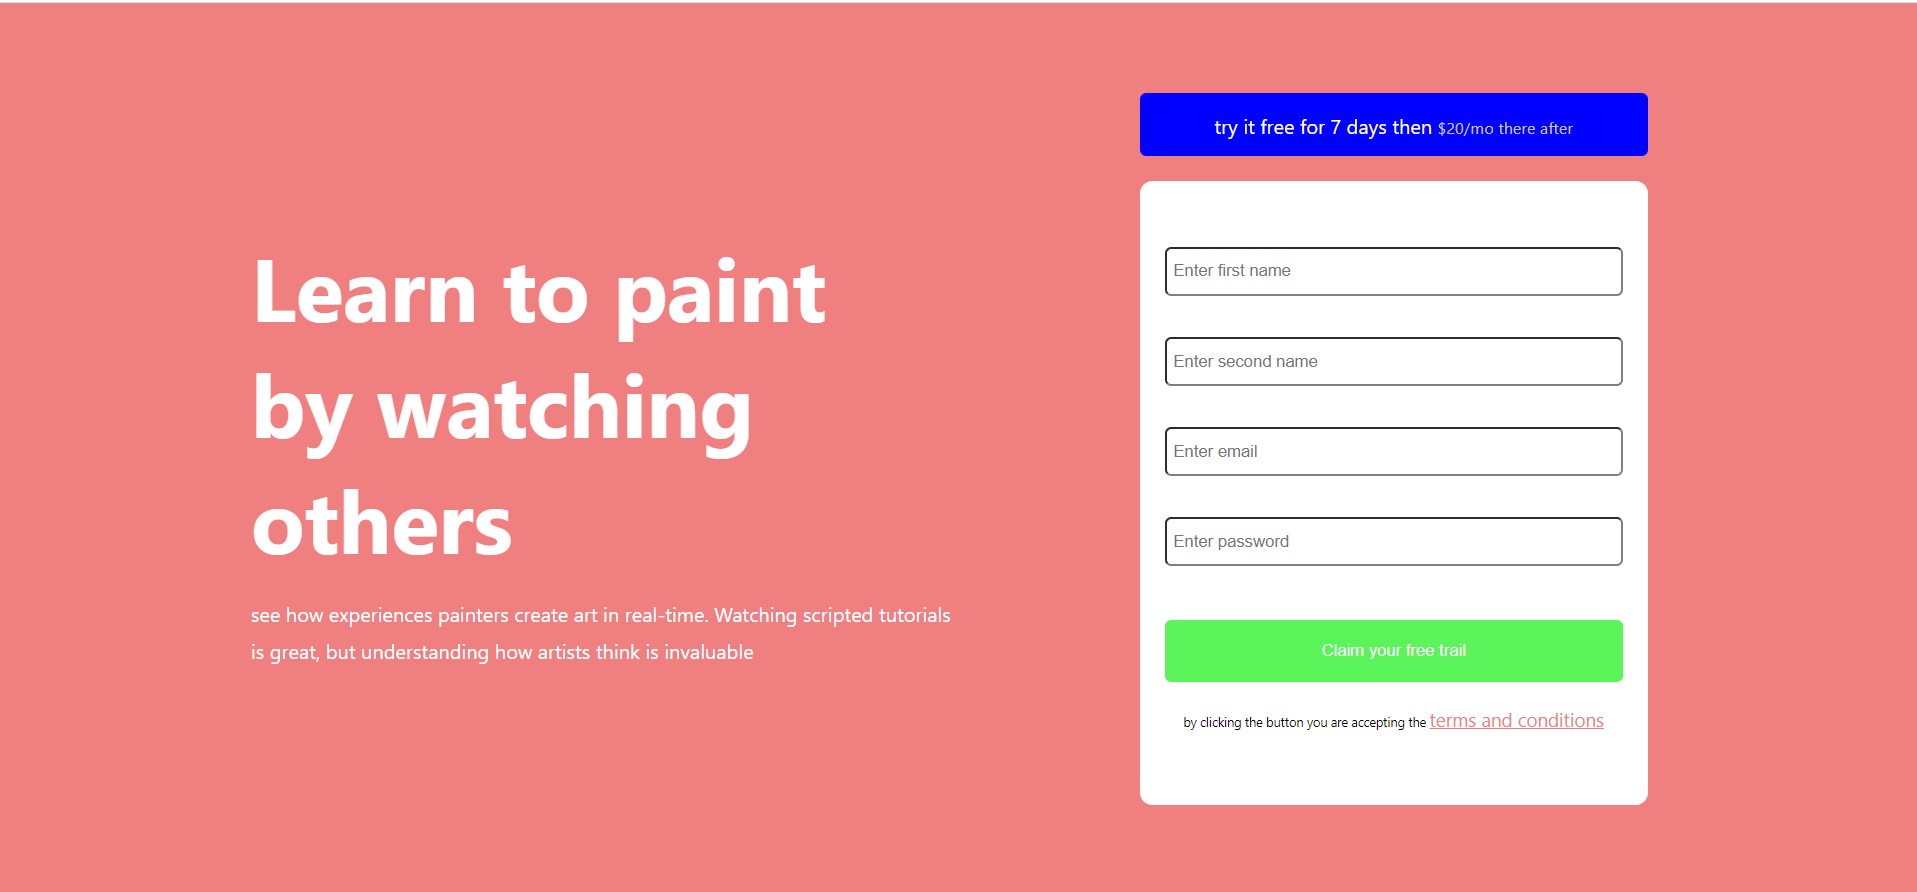 Learn to paint
by watching
others
see how experiences painters create art in real-time. Watching scripted tutorials
is great, but understanding how artists think is invaluable
try it free for 7 days then $20/mo there after
Enter first name
Enter second name
Enter email
Enter password
Claim your free trail
by clicking the button you are accepting the terms and conditions